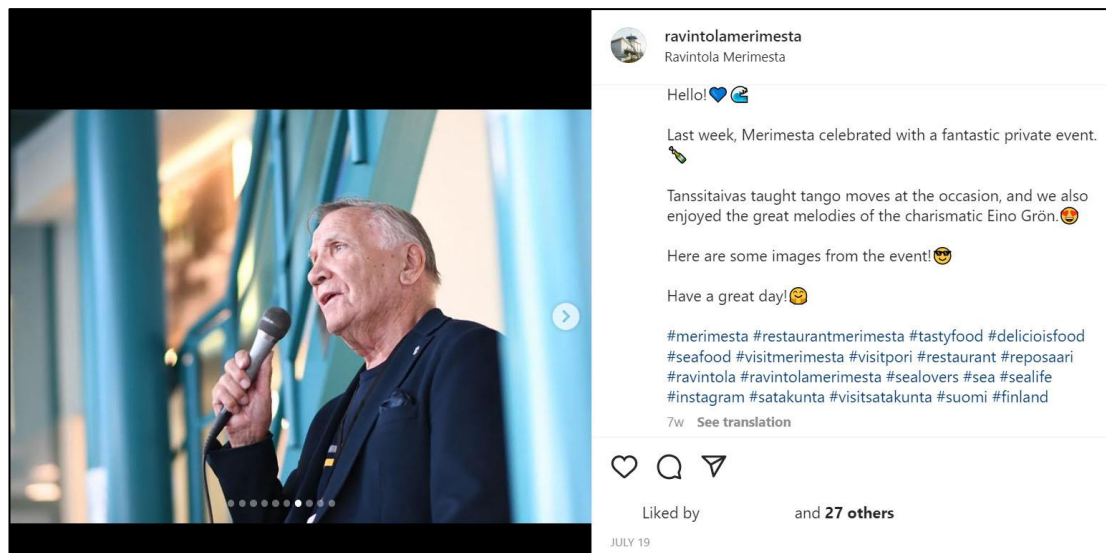 ravintolamerimesta
Ravintola Merimesta
Hello!💙🌊
Last week, Merimesta celebrated with a fantastic private event.
🍾
Tanssitaivas taught tango moves at the occasion, and we also
enjoyed the great melodies of the charismatic Eino Grön.😍
Here are some images from the event!😎
Have a great day!🤗
#merimesta #restaurantmerimesta #tastyfood #delicioisfood
#seafood #visitmerimesta #visitpori #restaurant #reposaari
#ravintola #ravintolamerimesta #sealovers #sea #sealife
#instagram #satakunta #visitsatakunta #suomi #finland
7w See translation
Liked by and 27 others
JULY 19